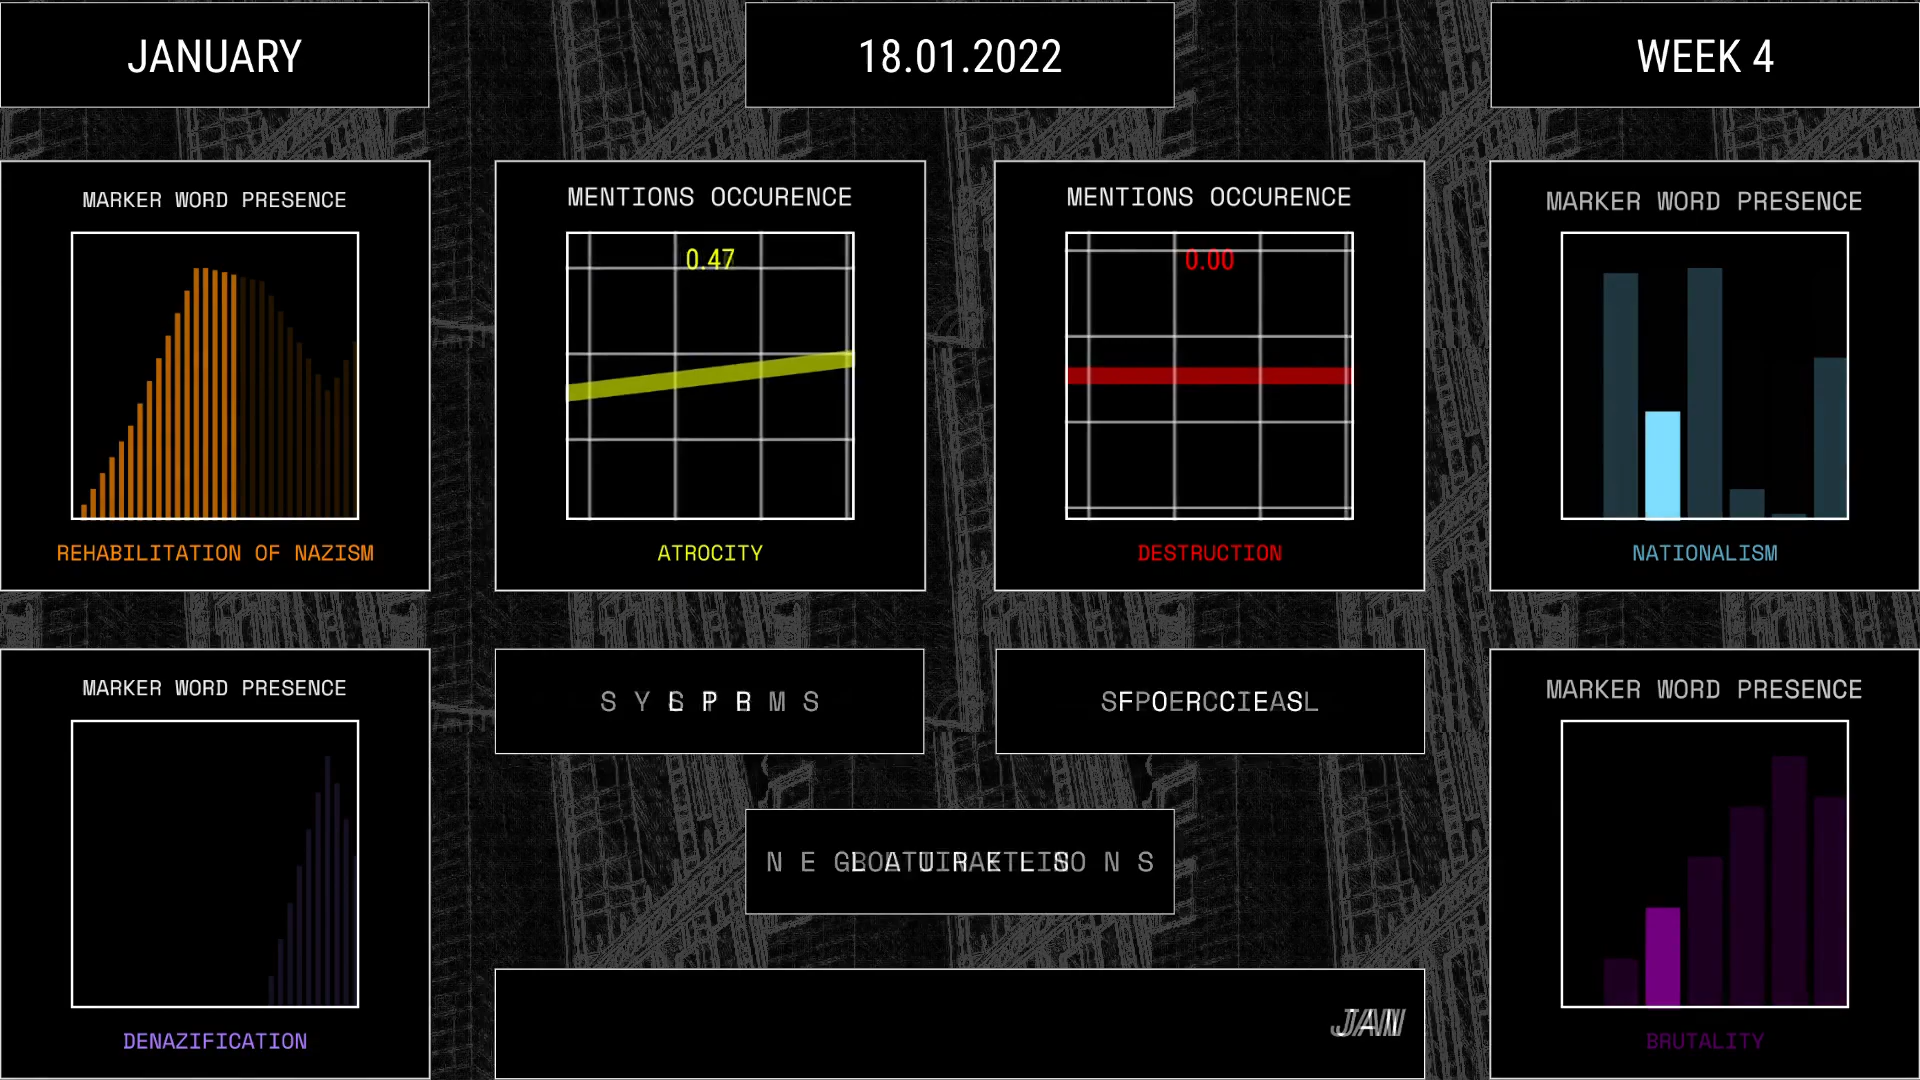 JANUARY
18.01.2022
WEEK 4
MARKER WORD PRESENCE
REHABILITATION OF NAZISM
MENTIONS OCCURENCE
0.47
ATROCITY
MENTIONS OCCURENCE
0.00
DESTRUCTION
MARKER WORD PRESENCE
NATIONALISM
MARKER WORD PRESENCE
DENAZIFICATION
MARKER WORD PRESENCE
BRUTALITY
JAN